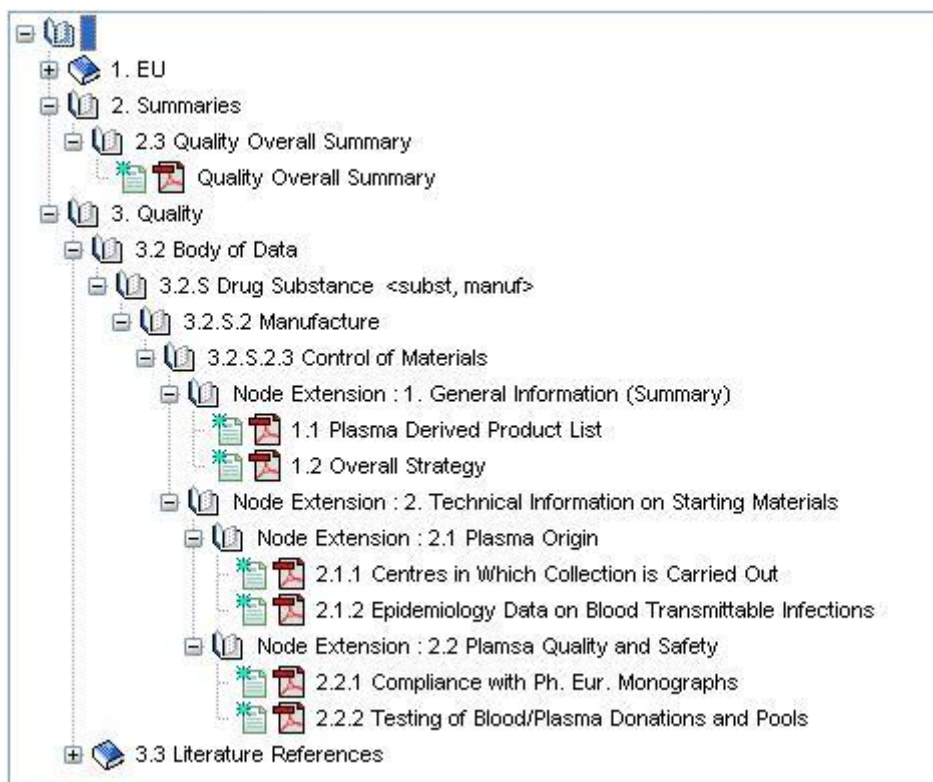 1. EU
2. Summaries
2.3 Quality Overall Summary
Quality Overall Summary
3. Quality
3.2 Body of Data
3.2.S Drug Substance <subst, manuf>
3.2.S.2 Manufacture
3.2.S.2.3 Control of Materials
Node Extension : 1. General Information (Summary)
1.1 Plasma Derived Product List
1.2 Overall Strategy
Node Extension : 2. Technical Information on Starting Materials
Node Extension : 2.1 Plasma Origin
2.1.1 Centres in Which Collection is Carried Out
2.1.2 Epidemiology Data on Blood Transmittable Infections
Node Extension : 2.2 Plamsa Quality and Safety
2.2.1 Compliance with Ph. Eur. Monographs
2.2.2 Testing of Blood/Plasma Donations and Pools
3.3 Literature References